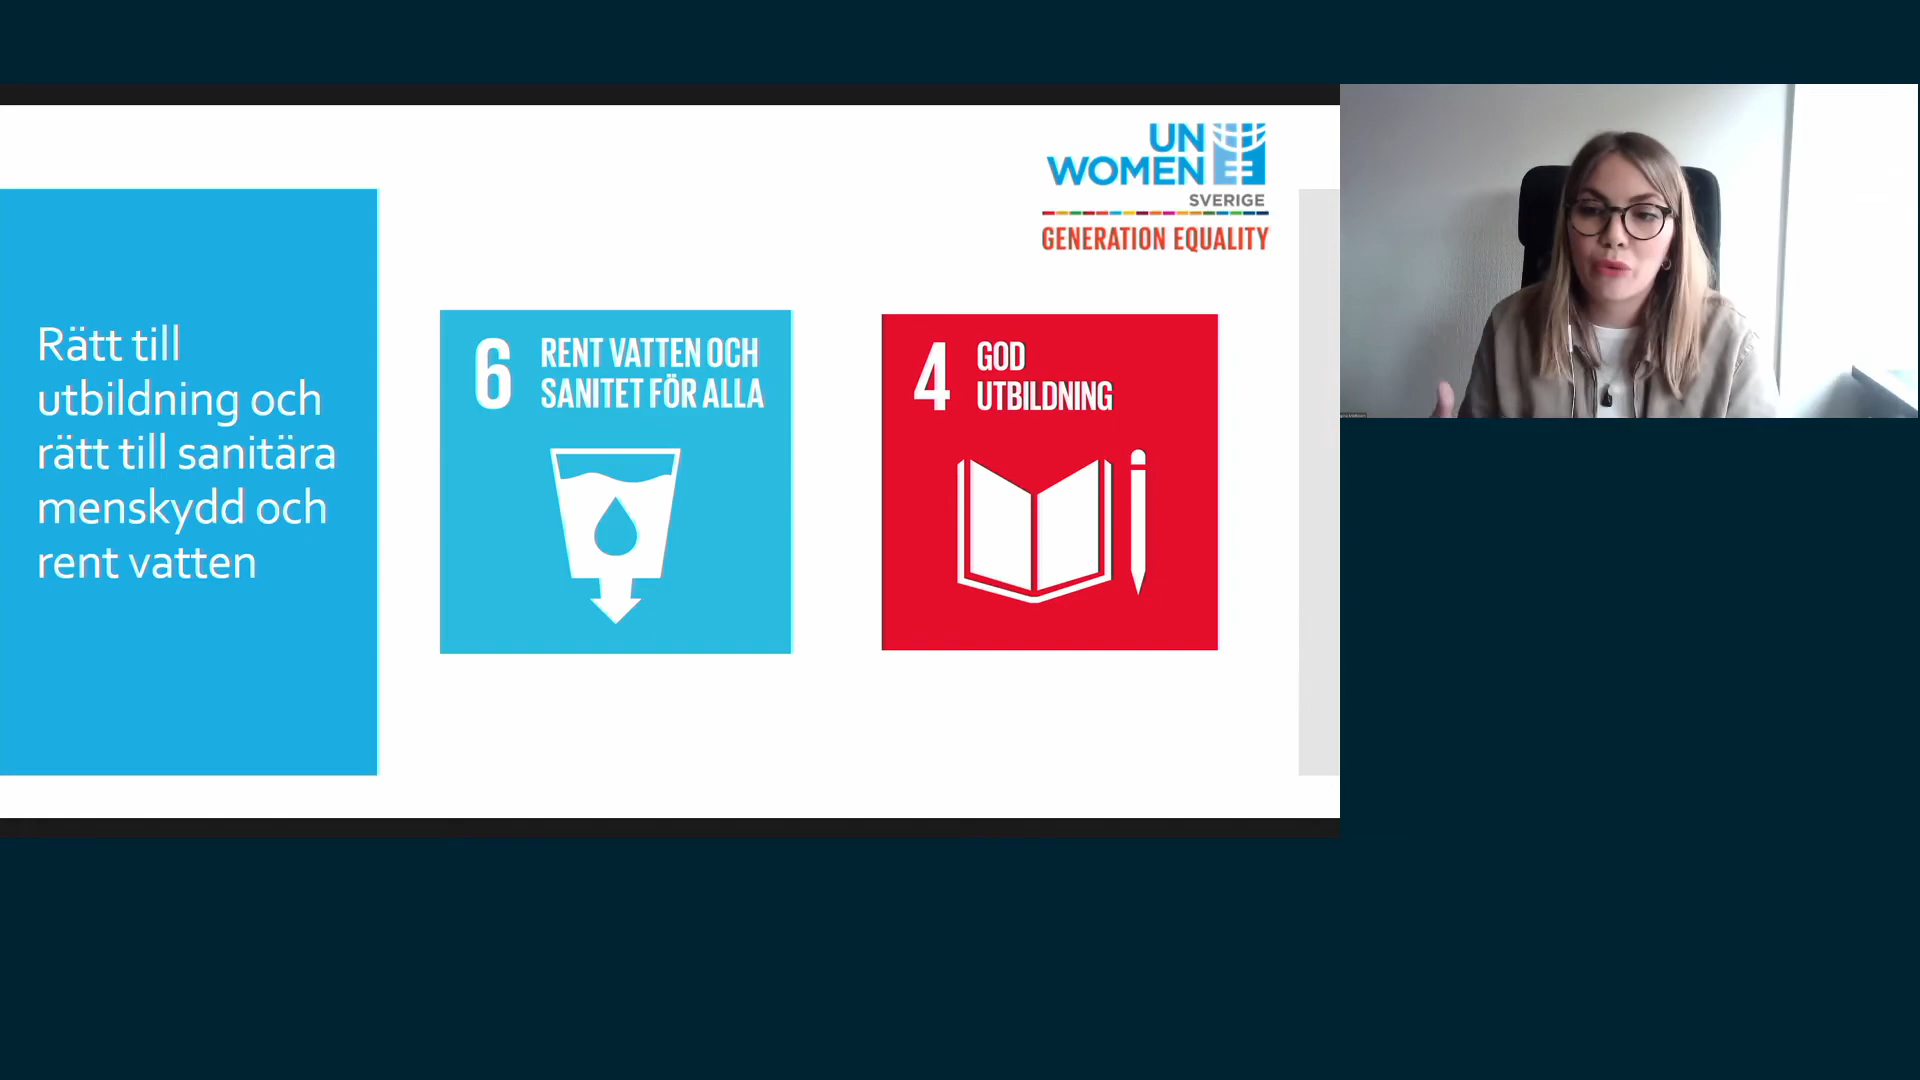 UN
WOMEN
SVERIGE
GENERATION EQUALITY
Rätt till
utbildning och
rätt till sanitära
menskydd och
rent vatten
6 RENT VATTEN OCH
SANITET FÖR ALLA
4 GOD
UTBILDNING